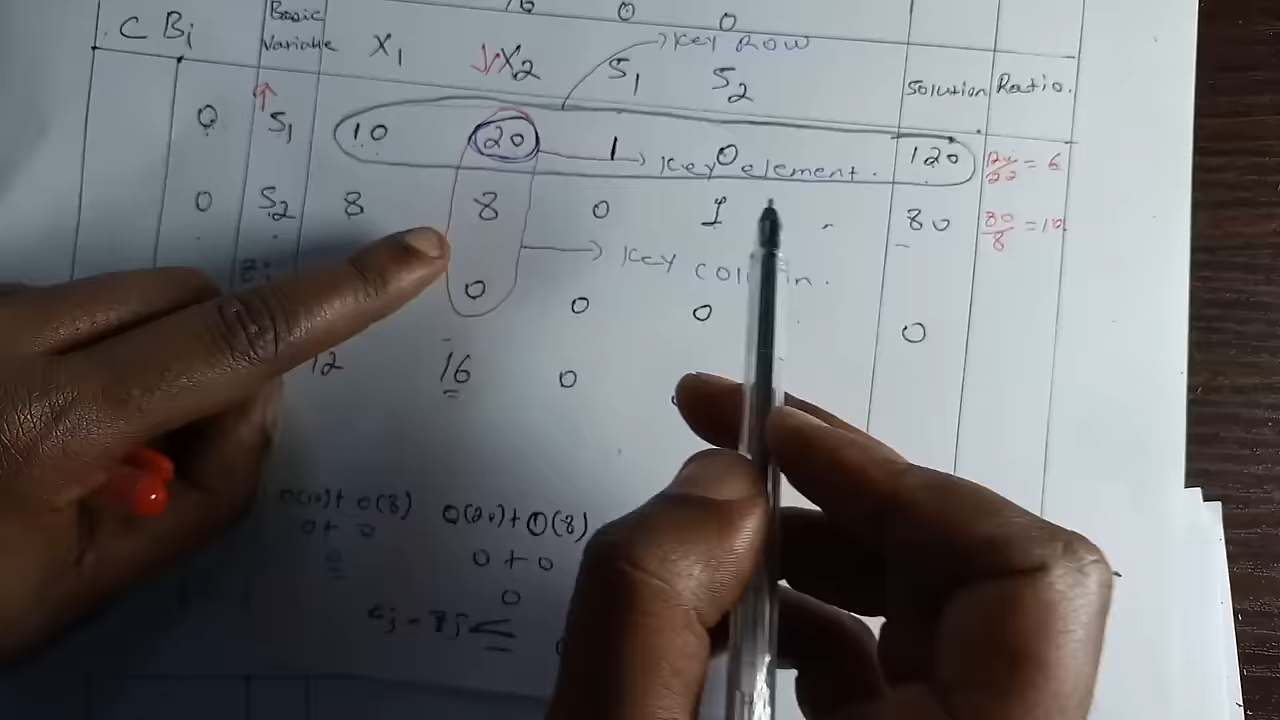 16 0 0
CBi Basic Variable X1 X2 S1 S2 Solution Ratio.
→ Key Row
0 S1 10 20 1 0 120 120/20 = 6
→ Key element.
0 S2 8 8 0 1 80 80/8 = 10
→ Key
0 0 0 0
12 16 0
0(10)+ 0(8) 0(20)+ 0(8)
0 + 0 0 + 0
0 0